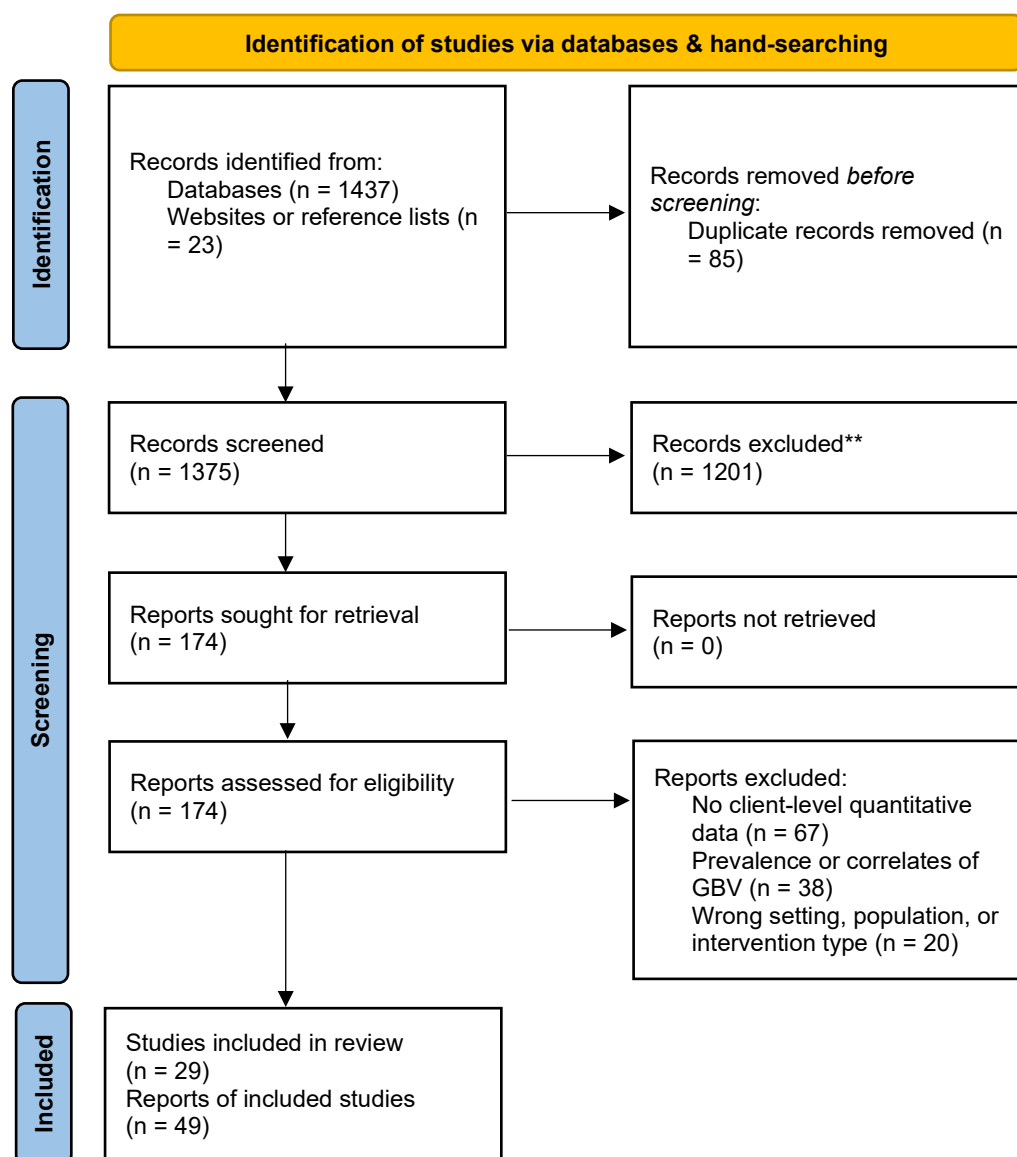 Identification of studies via databases & hand-searching
Identification
Records identified from:
Databases (n = 1437)
Websites or reference lists (n
= 23)
Records removed before
screening:
Duplicate records removed (n
= 85)
Screening
Records screened
(n = 1375)
Records excluded**
(n = 1201)
Reports sought for retrieval
(n = 174)
Reports not retrieved
(n = 0)
Reports assessed for eligibility
(n = 174)
Reports excluded:
No client-level quantitative
data (n = 67)
Prevalence or correlates of
GBV (n = 38)
Wrong setting, population, or
intervention type (n = 20)
Included
Studies included in review
(n = 29)
Reports of included studies
(n = 49)